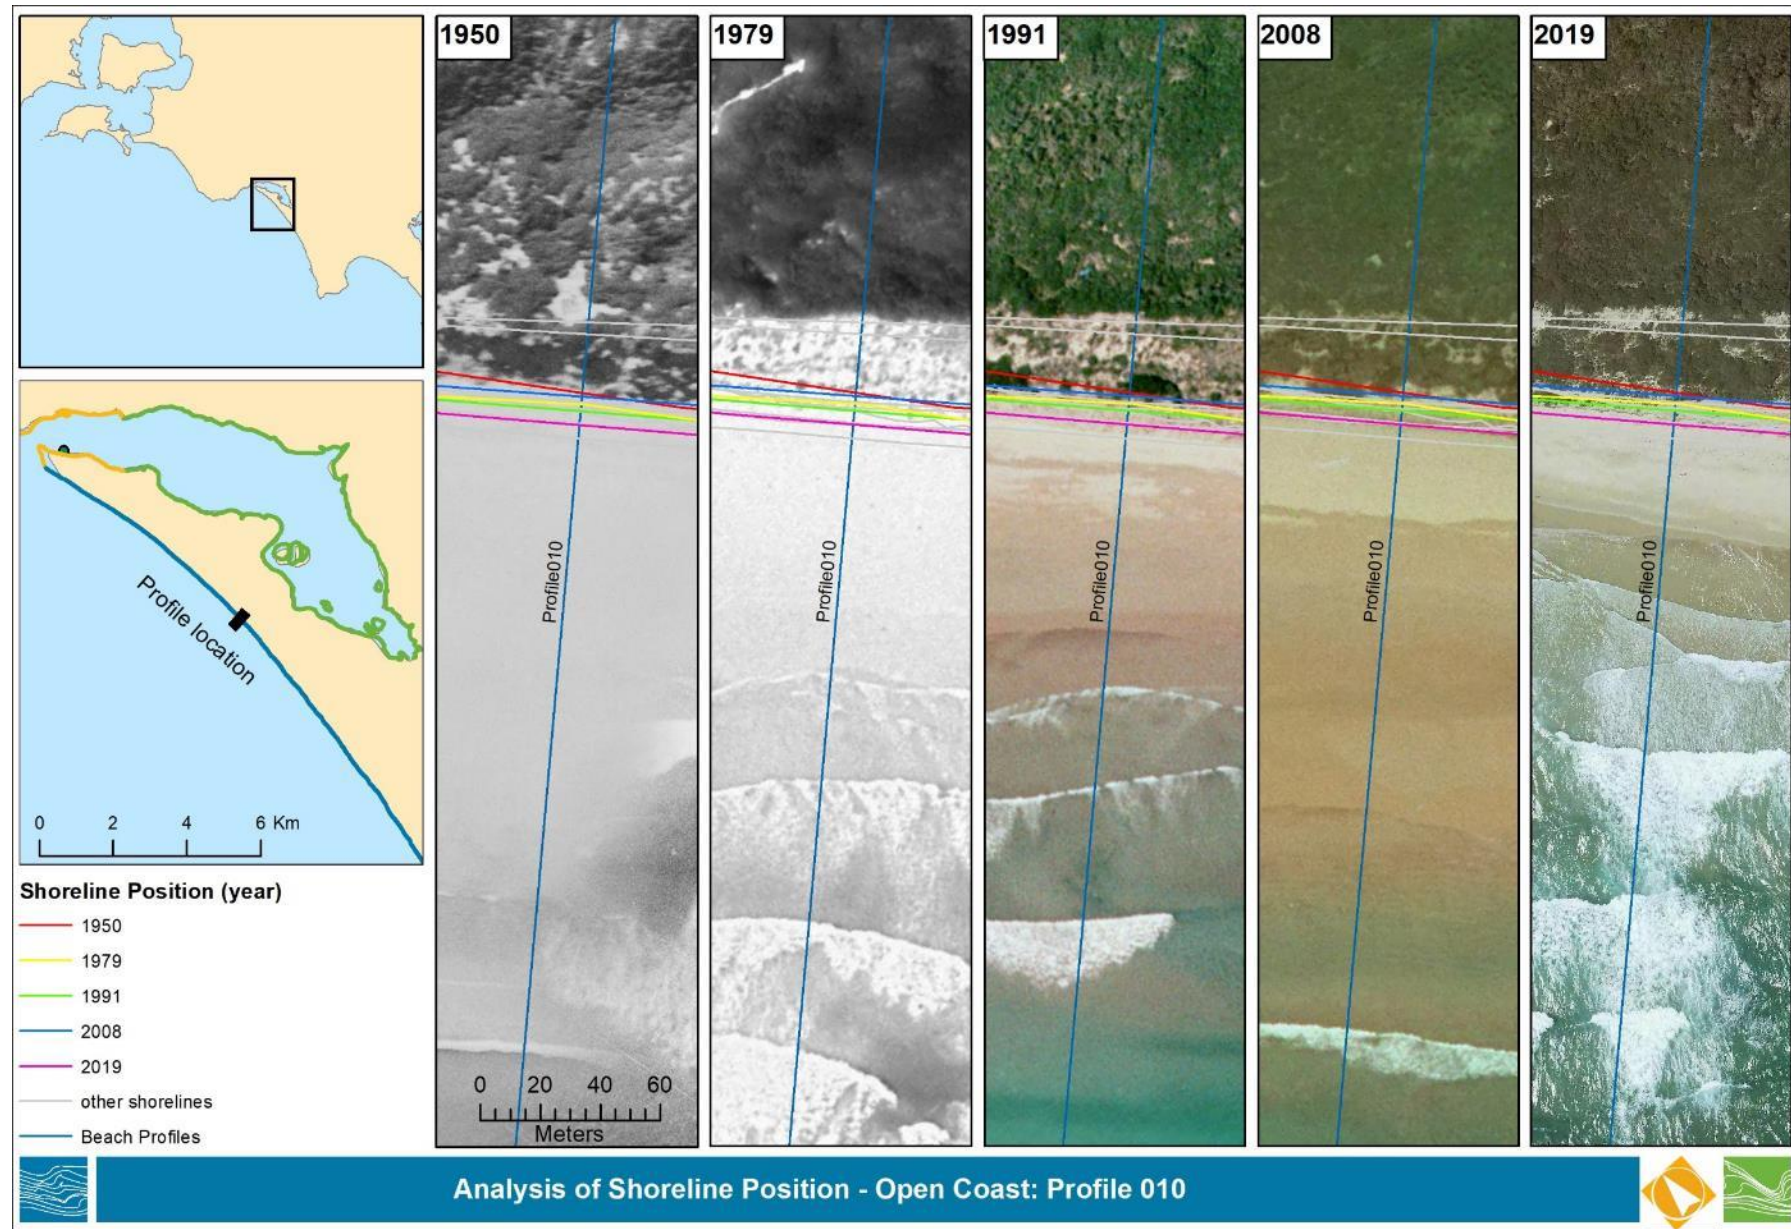 1950
1979
1991
2008
2019
Profile010
Profile010
Profile010
Profile010
Profile010
Profile location
0 2 4 6 Km
Shoreline Position (year)
1950
1979
1991
2008
2019
other shorelines
Beach Profiles
0 20 40 60
Meters
Analysis of Shoreline Position - Open Coast: Profile 010